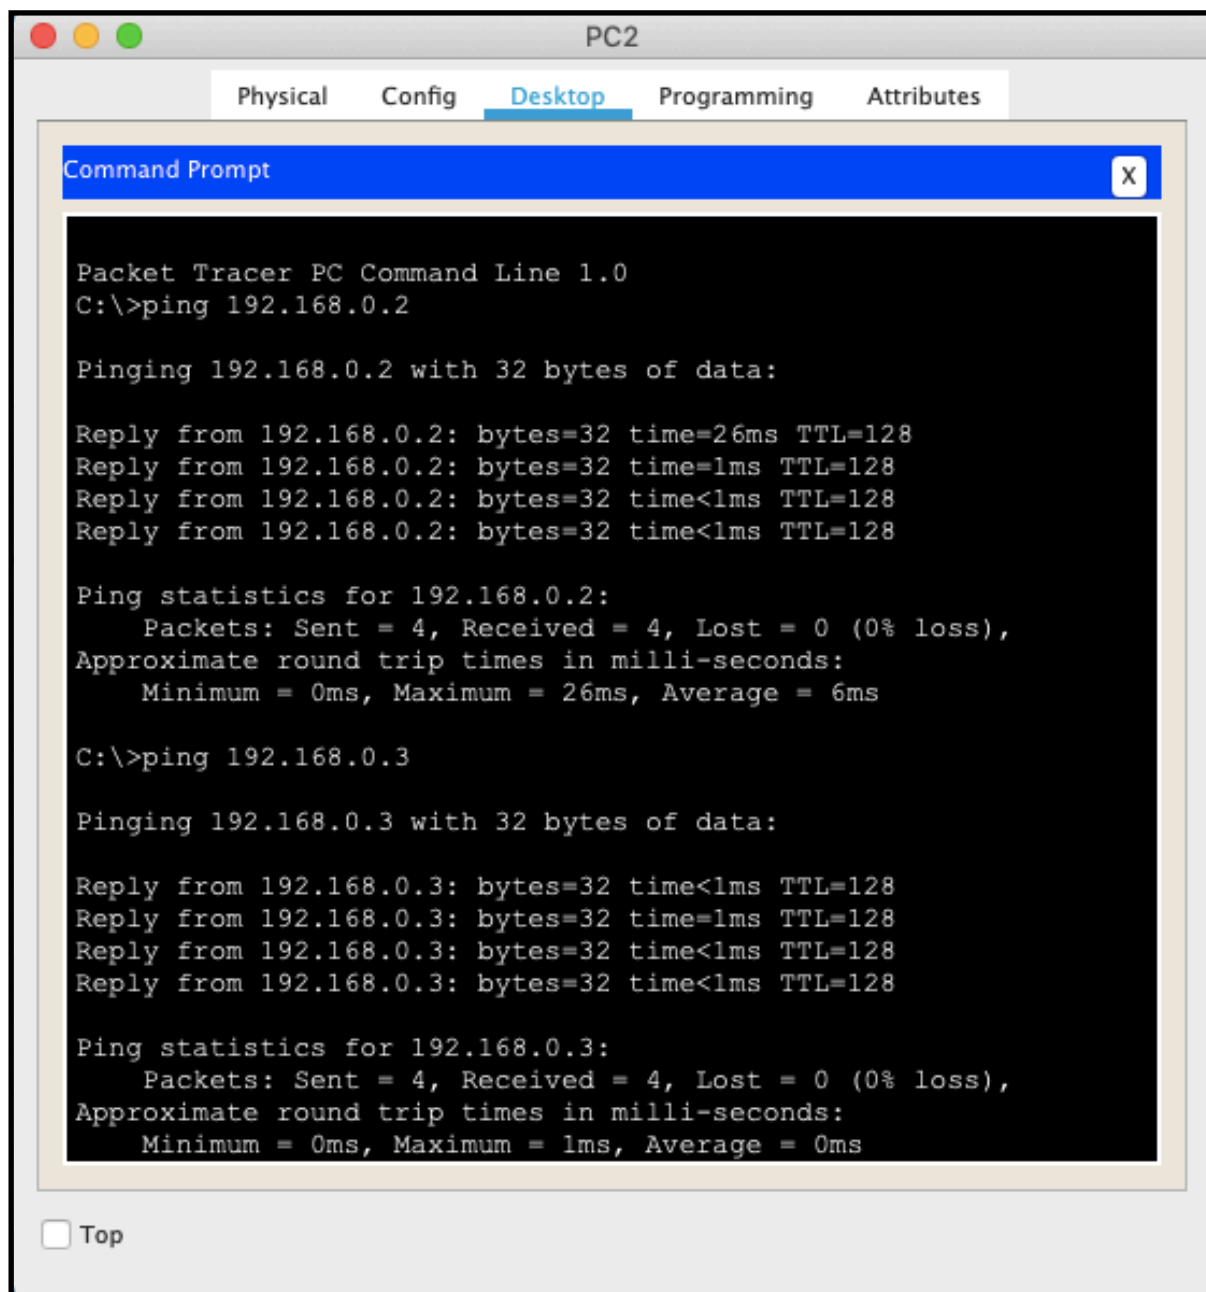 PC2
Physical Config Desktop Programming Attributes
Command Prompt
X
Packet Tracer PC Command Line 1.0
C:\>ping 192.168.0.2
Pinging 192.168.0.2 with 32 bytes of data:
Reply from 192.168.0.2: bytes=32 time=26ms TTL=128
Reply from 192.168.0.2: bytes=32 time=1ms TTL=128
Reply from 192.168.0.2: bytes=32 time<1ms TTL=128
Reply from 192.168.0.2: bytes=32 time<1ms TTL=128
Ping statistics for 192.168.0.2:
    Packets: Sent = 4, Received = 4, Lost = 0 (0% loss),
Approximate round trip times in milli-seconds:
    Minimum = 0ms, Maximum = 26ms, Average = 6ms
C:\>ping 192.168.0.3
Pinging 192.168.0.3 with 32 bytes of data:
Reply from 192.168.0.3: bytes=32 time<1ms TTL=128
Reply from 192.168.0.3: bytes=32 time=1ms TTL=128
Reply from 192.168.0.3: bytes=32 time<1ms TTL=128
Reply from 192.168.0.3: bytes=32 time<1ms TTL=128
Ping statistics for 192.168.0.3:
    Packets: Sent = 4, Received = 4, Lost = 0 (0% loss),
Approximate round trip times in milli-seconds:
    Minimum = 0ms, Maximum = 1ms, Average = 0ms
Top